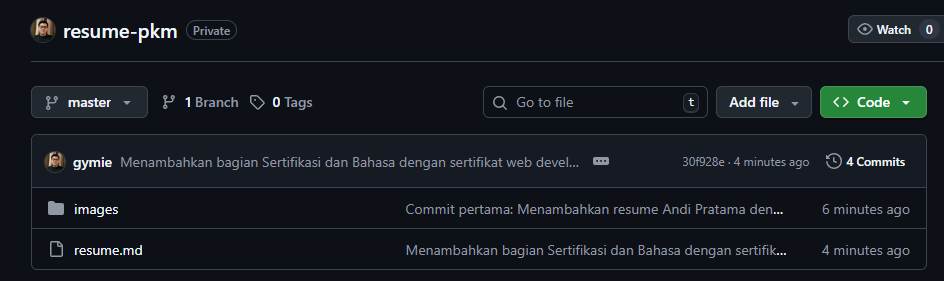 resume-pkm Private Watch 0
master 1 Branch 0 Tags Go to file t Add file Code
gymie Menambahkan bagian Sertifikasi dan Bahasa dengan sertifikat web devel... 30f928e · 4 minutes ago 4 Commits
images Commit pertama: Menambahkan resume Andi Pratama den... 6 minutes ago
resume.md Menambahkan bagian Sertifikasi dan Bahasa dengan sertifik... 4 minutes ago